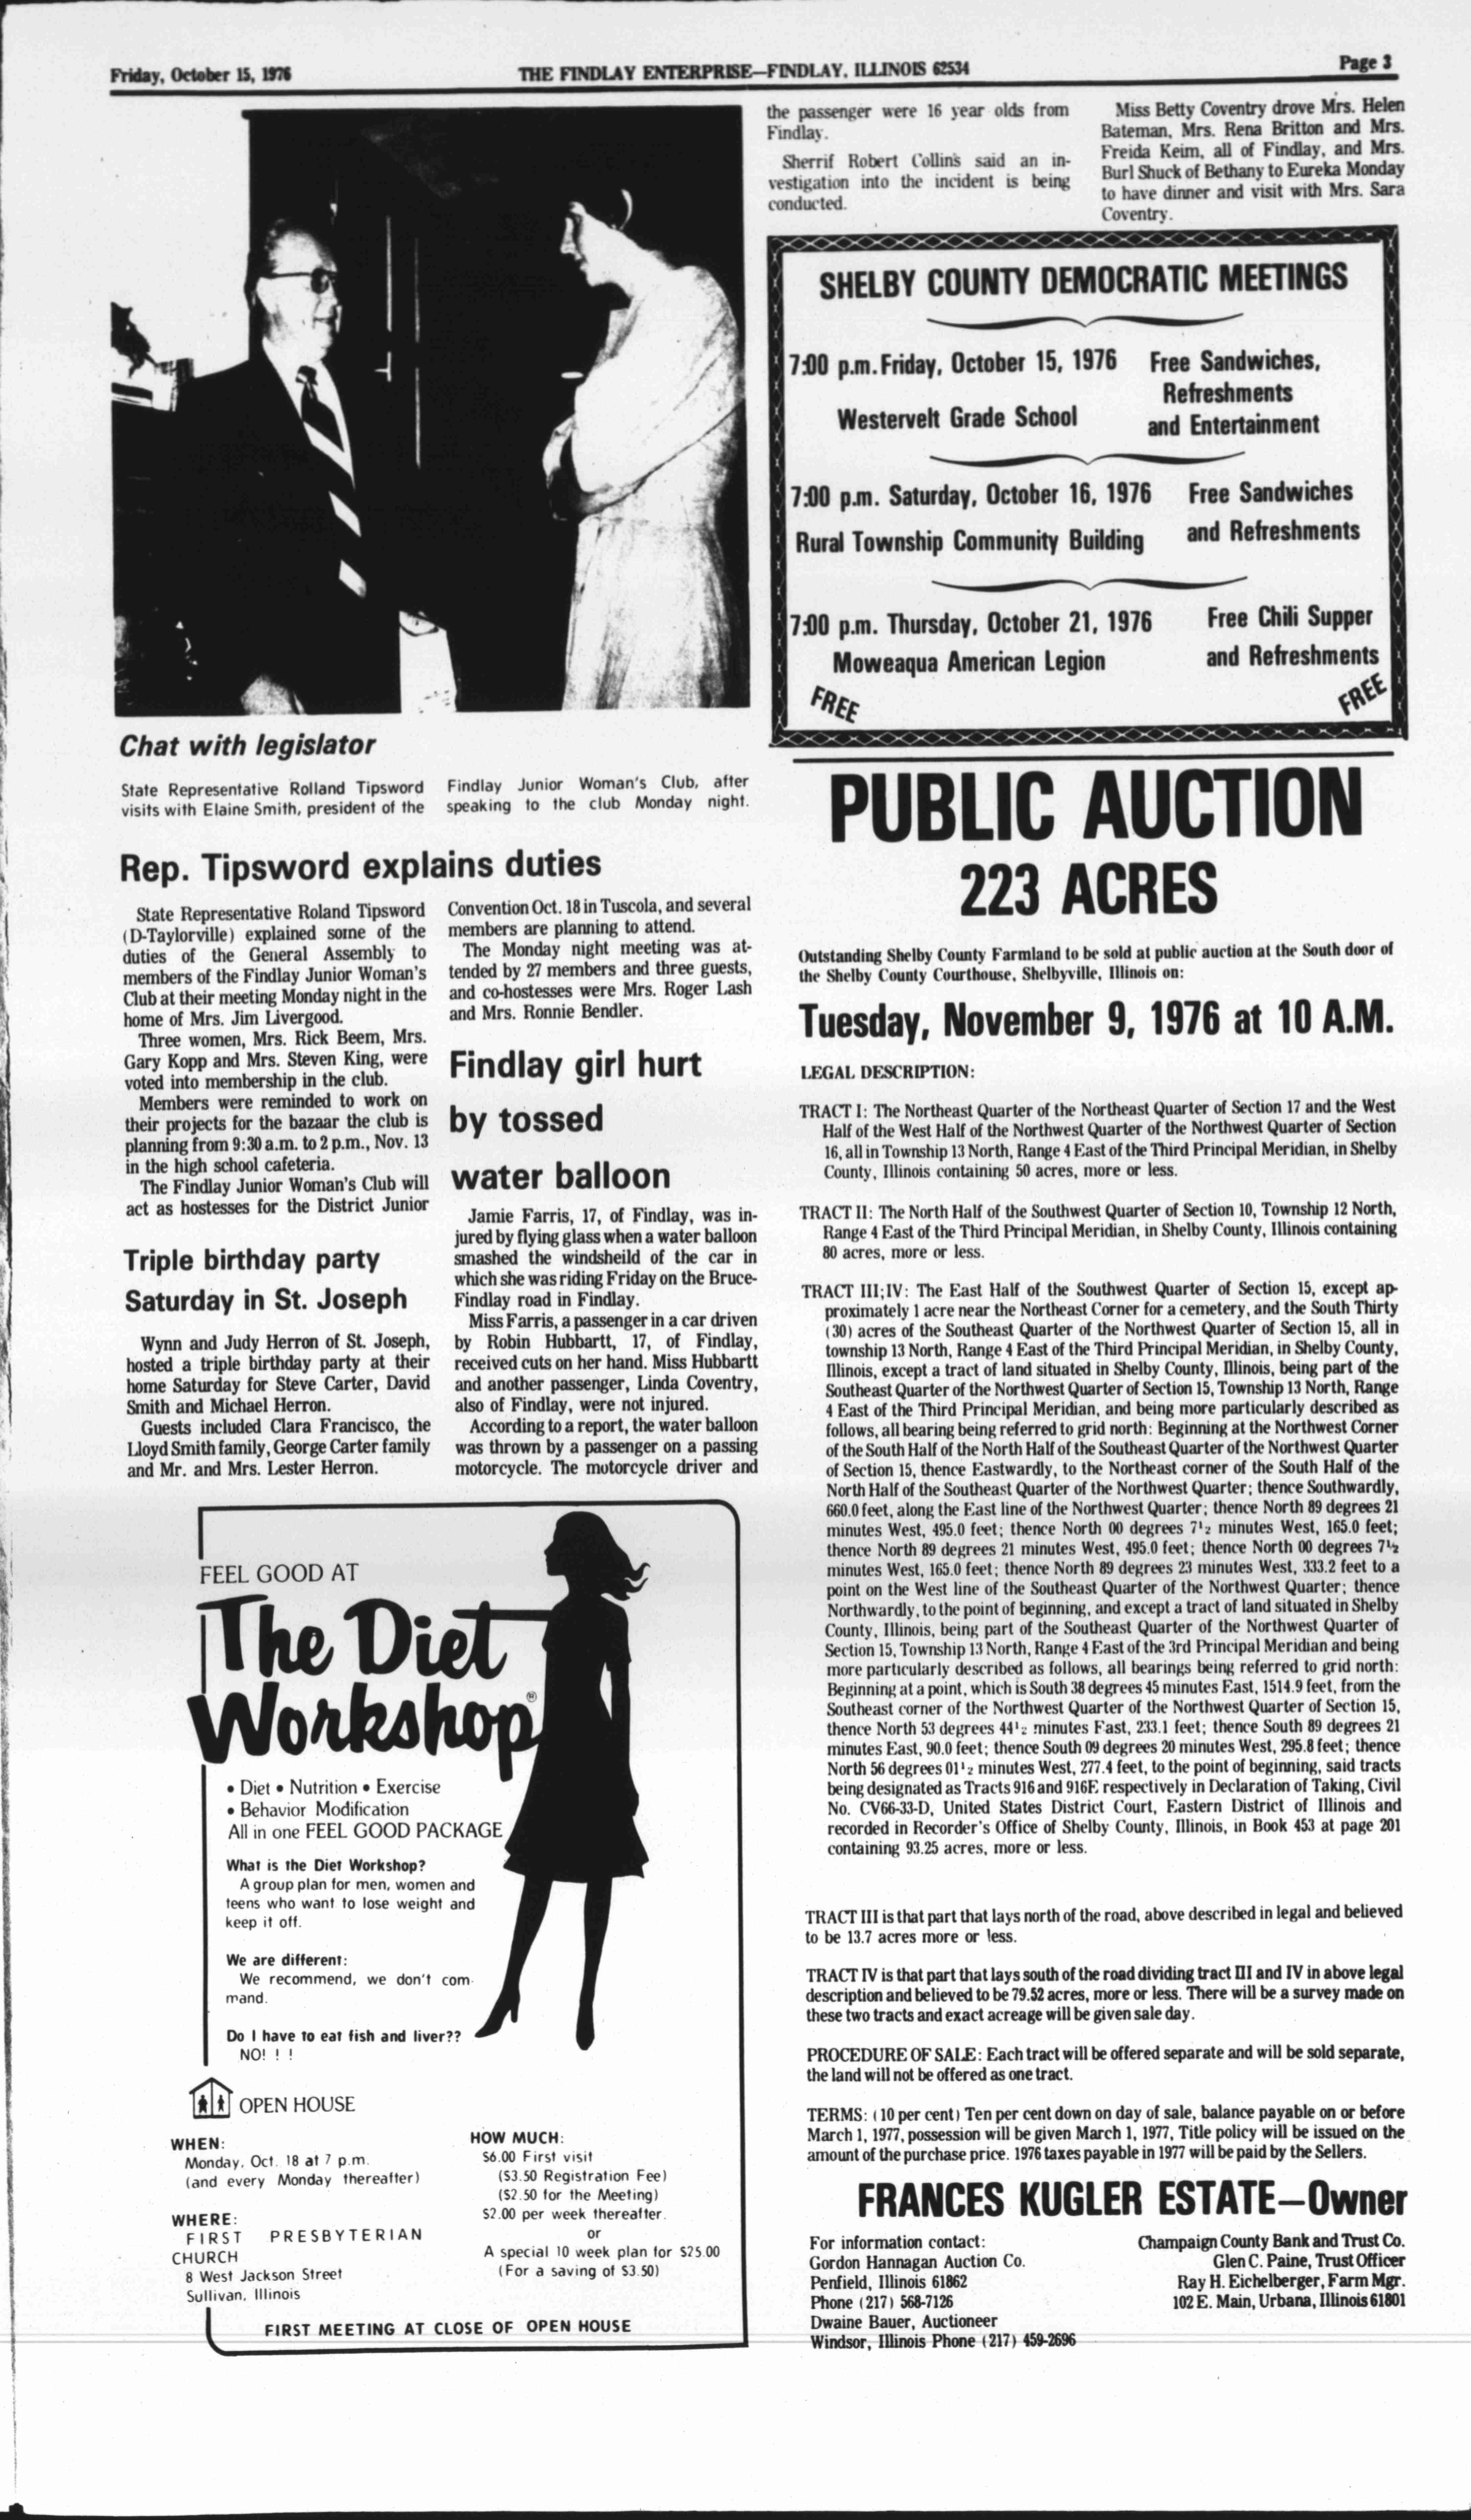 Friday, October 15, 1976
THE FINDLAY ENTERPRISE—FINDLAY, ILLINOIS 62534
Page 3
Chat with legislator
State Representative Rolland Tipsword
visits with Elaine Smith, president of the
Findlay Junior Woman's Club, after
speaking to the club Monday night.
Rep. Tipsword explains duties
State Representative Roland Tipsword
(D-Taylorville) explained some of the
duties of the General Assembly to
members of the Findlay Junior Woman's
Club at their meeting Monday night in the
home of Mrs. Jim Livergood.
Three women, Mrs. Rick Beem, Mrs.
Gary Kopp and Mrs. Steven King, were
voted into membership in the club.
Members were reminded to work on
their projects for the bazaar the club is
planning from 9:30 a.m. to 2 p.m., Nov. 13
in the high school cafeteria.
The Findlay Junior Woman's Club will
act as hostesses for the District Junior
Convention Oct. 18 in Tuscola, and several
members are planning to attend.
The Monday night meeting was at-
tended by 27 members and three guests,
and co-hostesses were Mrs. Roger Lash
and Mrs. Ronnie Bendler.
Triple birthday party
Saturday in St. Joseph
Wynn and Judy Herron of St. Joseph,
hosted a triple birthday party at their
home Saturday for Steve Carter, David
Smith and Michael Herron.
Guests included Clara Francisco, the
Lloyd Smith family, George Carter family
and Mr. and Mrs. Lester Herron.
Findlay girl hurt
by tossed
water balloon
Jamie Farris, 17, of Findlay, was in-
jured by flying glass when a water balloon
smashed the windsheild of the car in
which she was riding Friday on the Bruce-
Findlay road in Findlay.
Miss Farris, a passenger in a car driven
by Robin Hubbartt, 17, of Findlay,
received cuts on her hand. Miss Hubbartt
and another passenger, Linda Coventry,
also of Findlay, were not injured.
According to a report, the water balloon
was thrown by a passenger on a passing
motorcycle. The motorcycle driver and
the passenger were 16 year olds from
Findlay.
Sherrif Robert Collins said an in-
vestigation into the incident is being
conducted.
Miss Betty Coventry drove Mrs. Helen
Bateman, Mrs. Rena Britton and Mrs.
Freida Keim, all of Findlay, and Mrs.
Burl Shuck of Bethany to Eureka Monday
to have dinner and visit with Mrs. Sara
Coventry.
SHELBY COUNTY DEMOCRATIC MEETINGS
7:00 p.m. Friday, October 15, 1976
Westervelt Grade School
Free Sandwiches,
Refreshments
and Entertainment
7:00 p.m. Saturday, October 16, 1976
Rural Township Community Building
Free Sandwiches
and Refreshments
7:00 p.m. Thursday, October 21, 1976
Moweaqua American Legion
Free Chili Supper
and Refreshments
FREE
FREE
PUBLIC AUCTION
223 ACRES
Outstanding Shelby County Farmland to be sold at public auction at the South door of
the Shelby County Courthouse, Shelbyville, Illinois on:
Tuesday, November 9, 1976 at 10 A.M.
LEGAL DESCRIPTION:
TRACT I: The Northeast Quarter of the Northeast Quarter of Section 17 and the West
Half of the West Half of the Northwest Quarter of the Northwest Quarter of Section
16, all in Township 13 North, Range 4 East of the Third Principal Meridian, in Shelby
County, Illinois containing 50 acres, more or less.
TRACT II: The North Half of the Southwest Quarter of Section 10, Township 12 North,
Range 4 East of the Third Principal Meridian, in Shelby County, Illinois containing
80 acres, more or less.
TRACT III;IV: The East Half of the Southwest Quarter of Section 15, except ap-
proximately 1 acre near the Northeast Corner for a cemetery, and the South Thirty
(30) acres of the Southeast Quarter of the Northwest Quarter of Section 15, all in
township 13 North, Range 4 East of the Third Principal Meridian, in Shelby County,
Illinois, except a tract of land situated in Shelby County, Illinois, being part of the
Southeast Quarter of the Northwest Quarter of Section 15, Township 13 North, Range
4 East of the Third Principal Meridian, and being more particularly described as
follows, all bearing being referred to grid north: Beginning at the Northwest Corner
of the South Half of the North Half of the Southeast Quarter of the Northwest Quarter
of Section 15, thence Eastwardly, to the Northeast corner of the South Half of the
North Half of the Southeast Quarter of the Northwest Quarter; thence Southwardly,
660.0 feet, along the East line of the Northwest Quarter; thence North 89 degrees 21
minutes West, 495.0 feet; thence North 00 degrees 7½ minutes West, 165.0 feet;
thence North 89 degrees 21 minutes West, 495.0 feet; thence North 00 degrees 7½
minutes West, 165.0 feet; thence North 89 degrees 23 minutes West, 333.2 feet to a
point on the West line of the Southeast Quarter of the Northwest Quarter; thence
Northwardly, to the point of beginning, and except a tract of land situated in Shelby
County, Illinois, being part of the Southeast Quarter of the Northwest Quarter of
Section 15, Township 13 North, Range 4 East of the 3rd Principal Meridian and being
more particularly described as follows, all bearings being referred to grid north:
Beginning at a point, which is South 38 degrees 45 minutes East, 1514.9 feet, from the
Southeast corner of the Northwest Quarter of the Northwest Quarter of Section 15,
thence North 53 degrees 44½ minutes East, 233.1 feet; thence South 89 degrees 21
minutes East, 90.0 feet; thence South 09 degrees 20 minutes West, 295.8 feet; thence
North 56 degrees 01½ minutes West, 277.4 feet, to the point of beginning, said tracts
being designated as Tracts 916 and 916E respectively in Declaration of Taking, Civil
No. CV66-33-D, United States District Court, Eastern District of Illinois and
recorded in Recorder's Office of Shelby County, Illinois, in Book 453 at page 201
containing 93.25 acres, more or less.
TRACT III is that part that lays north of the road, above described in legal and believed
to be 13.7 acres more or less.
TRACT IV is that part that lays south of the road dividing tract III and IV in above legal
description and believed to be 79.52 acres, more or less. There will be a survey made on
these two tracts and exact acreage will be given sale day.
PROCEDURE OF SALE: Each tract will be offered separate and will be sold separate,
the land will not be offered as one tract.
TERMS: (10 per cent) Ten per cent down on day of sale, balance payable on or before
March 1, 1977, possession will be given March 1, 1977, Title policy will be issued on the
amount of the purchase price. 1976 taxes payable in 1977 will be paid by the Sellers.
FRANCES KUGLER ESTATE—Owner
For information contact:
Gordon Hannagan Auction Co.
Penfield, Illinois 61862
Phone (217) 568-7126
Dwaine Bauer, Auctioneer
Windsor, Illinois Phone (217) 459-2696
Champaign County Bank and Trust Co.
Glen C. Paine, Trust Officer
Ray H. Eichelberger, Farm Mgr.
102 E. Main, Urbana, Illinois 61801
FEEL GOOD AT
The Diet
Workshop®
• Diet • Nutrition • Exercise
• Behavior Modification
All in one FEEL GOOD PACKAGE
What is the Diet Workshop?
A group plan for men, women and
teens who want to lose weight and
keep it off.
We are different:
We recommend, we don't com-
mand.
Do I have to eat fish and liver??
NO! ! !
OPEN HOUSE
WHEN:
Monday, Oct. 18 at 7 p.m.
(and every Monday thereafter)
WHERE:
FIRST PRESBYTERIAN
CHURCH
8 West Jackson Street
Sullivan, Illinois
HOW MUCH:
$6.00 First visit
($3.50 Registration Fee)
($2.50 for the Meeting)
$2.00 per week thereafter.
or
A special 10 week plan for $25.00
(For a saving of $3.50)
FIRST MEETING AT CLOSE OF OPEN HOUSE